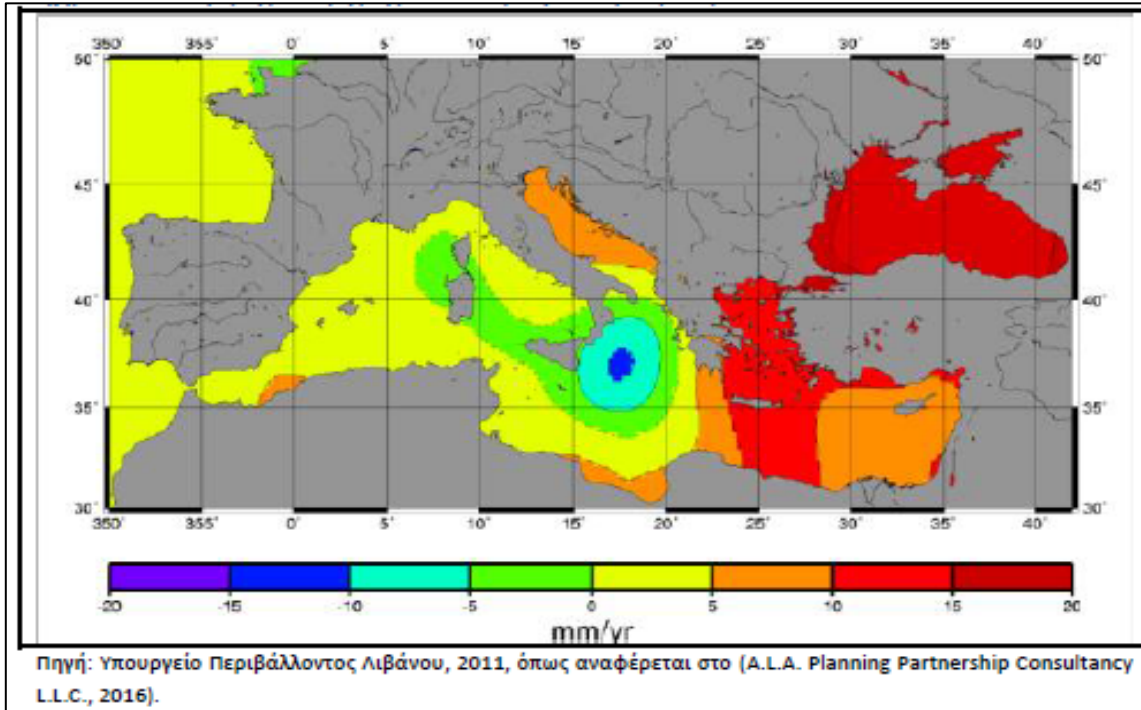 350° 355° 0° 5° 10° 15° 20° 25° 30° 35° 40°
50° 50°
45° 45°
40° 40°
35° 35°
30° 30°
350° 355° 0° 5° 10° 15° 20° 25° 30° 35° 40°
-20 -15 -10 -5 0 5 10 15 20
mm/yr
Πηγή: Υπουργείο Περιβάλλοντος Λιβάνου, 2011, όπως αναφέρεται στο (A.L.A. Planning Partnership Consultancy
L.L.C., 2016).